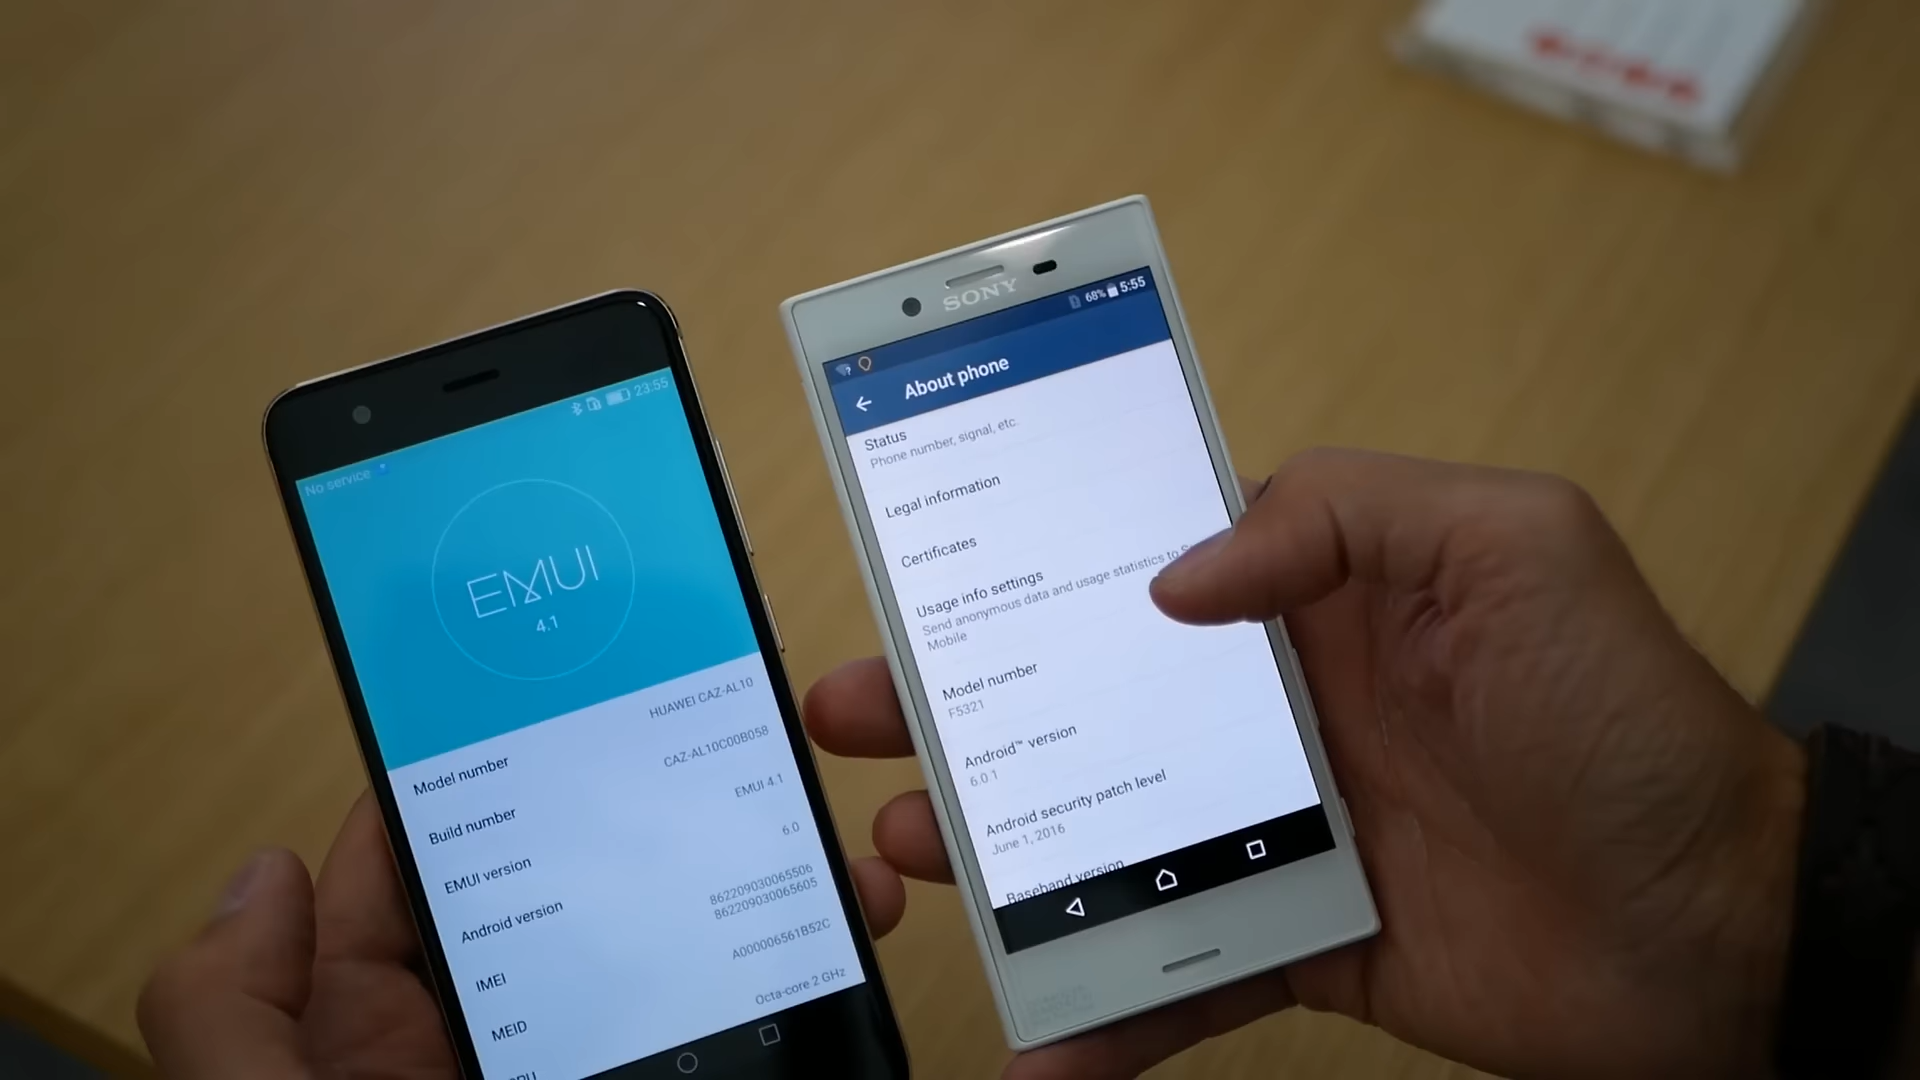 No service
23:55
EMUI
4.1
Model number
HUAWEI CAZ-AL10
Build number
CAZ-AL10C00B058
EMUI version
EMUI 4.1
Android version
6.0
IMEI
862209030065506
862209030065605
MEID
A000006561B52C
Octa-core 2 GHz
SONY
68%
5:55
About phone
Status
Phone number, signal, etc.
Legal information
Certificates
Usage info settings
Send anonymous data and usage statistics to
Mobile
Model number
F5321
Android™ version
6.0.1
Android security patch level
June 1, 2016
Baseband version